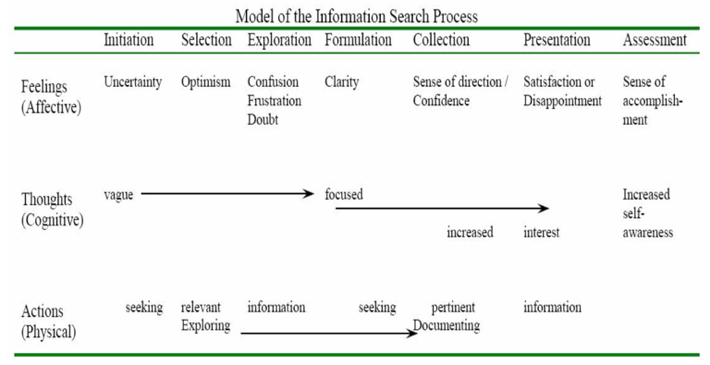 Model of the Information Search Process
Initiation Selection Exploration Formulation Collection Presentation Assessment
Feelings Uncertainty Optimism Confusion Clarity Sense of direction / Satisfaction or Sense of
(Affective) Frustration Confidence Disappointment accomplish-
Doubt ment
Thoughts vague focused Increased
(Cognitive) self-
increased interest awareness
Actions seeking relevant information seeking pertinent information
(Physical) Exploring Documenting